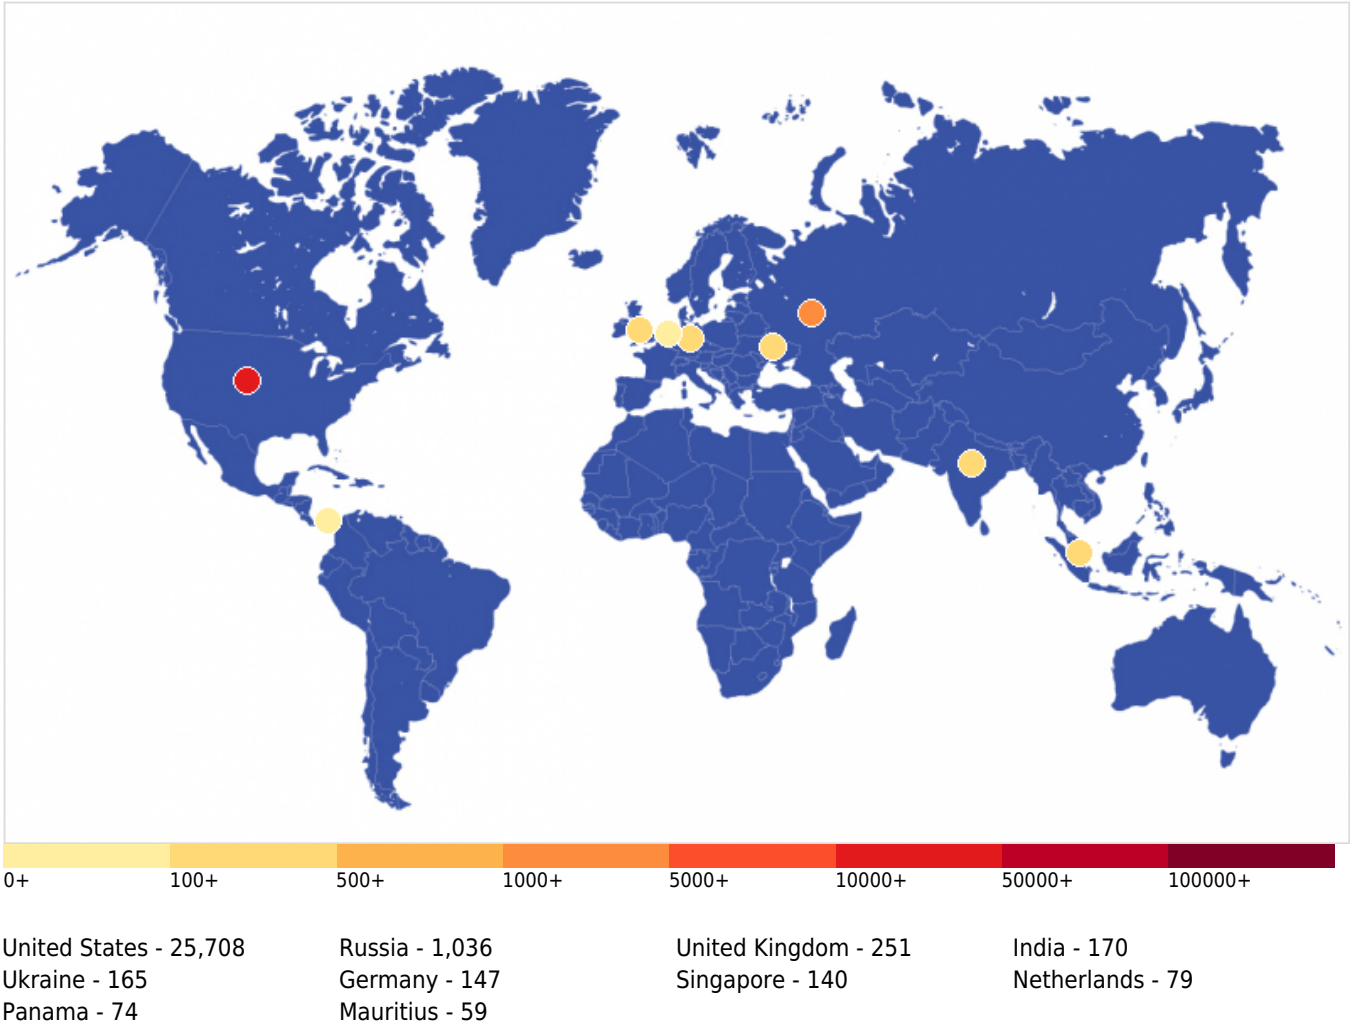 0+ 100+ 500+ 1000+ 5000+ 10000+ 50000+ 100000+
United States - 25,708 Russia - 1,036 United Kingdom - 251 India - 170
Ukraine - 165 Germany - 147 Singapore - 140 Netherlands - 79
Panama - 74 Mauritius - 59